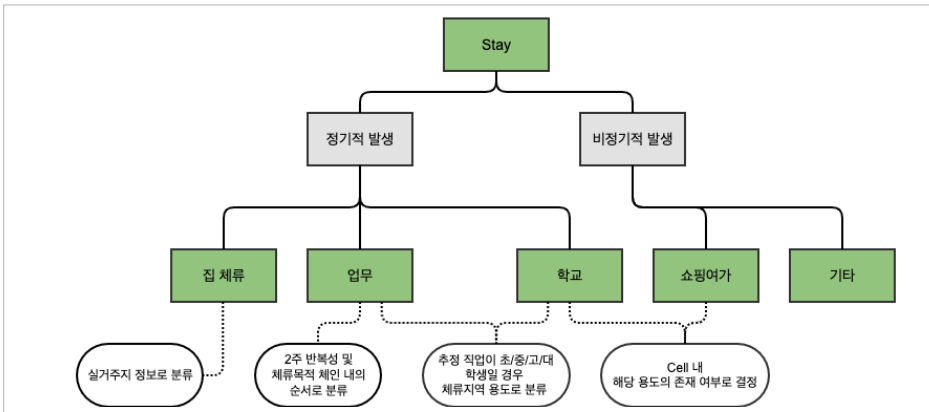 Stay
정기적 발생
비정기적 발생
집 체류
업무
학교
쇼핑여가
기타
실거주지 정보로 분류
2주 반복성 및
체류목적 체인 내의
순서로 분류
추정 직업이 초/중/고/대
학생일 경우
체류지역 용도로 분류
Cell 내
해당 용도의 존재 여부로 결정